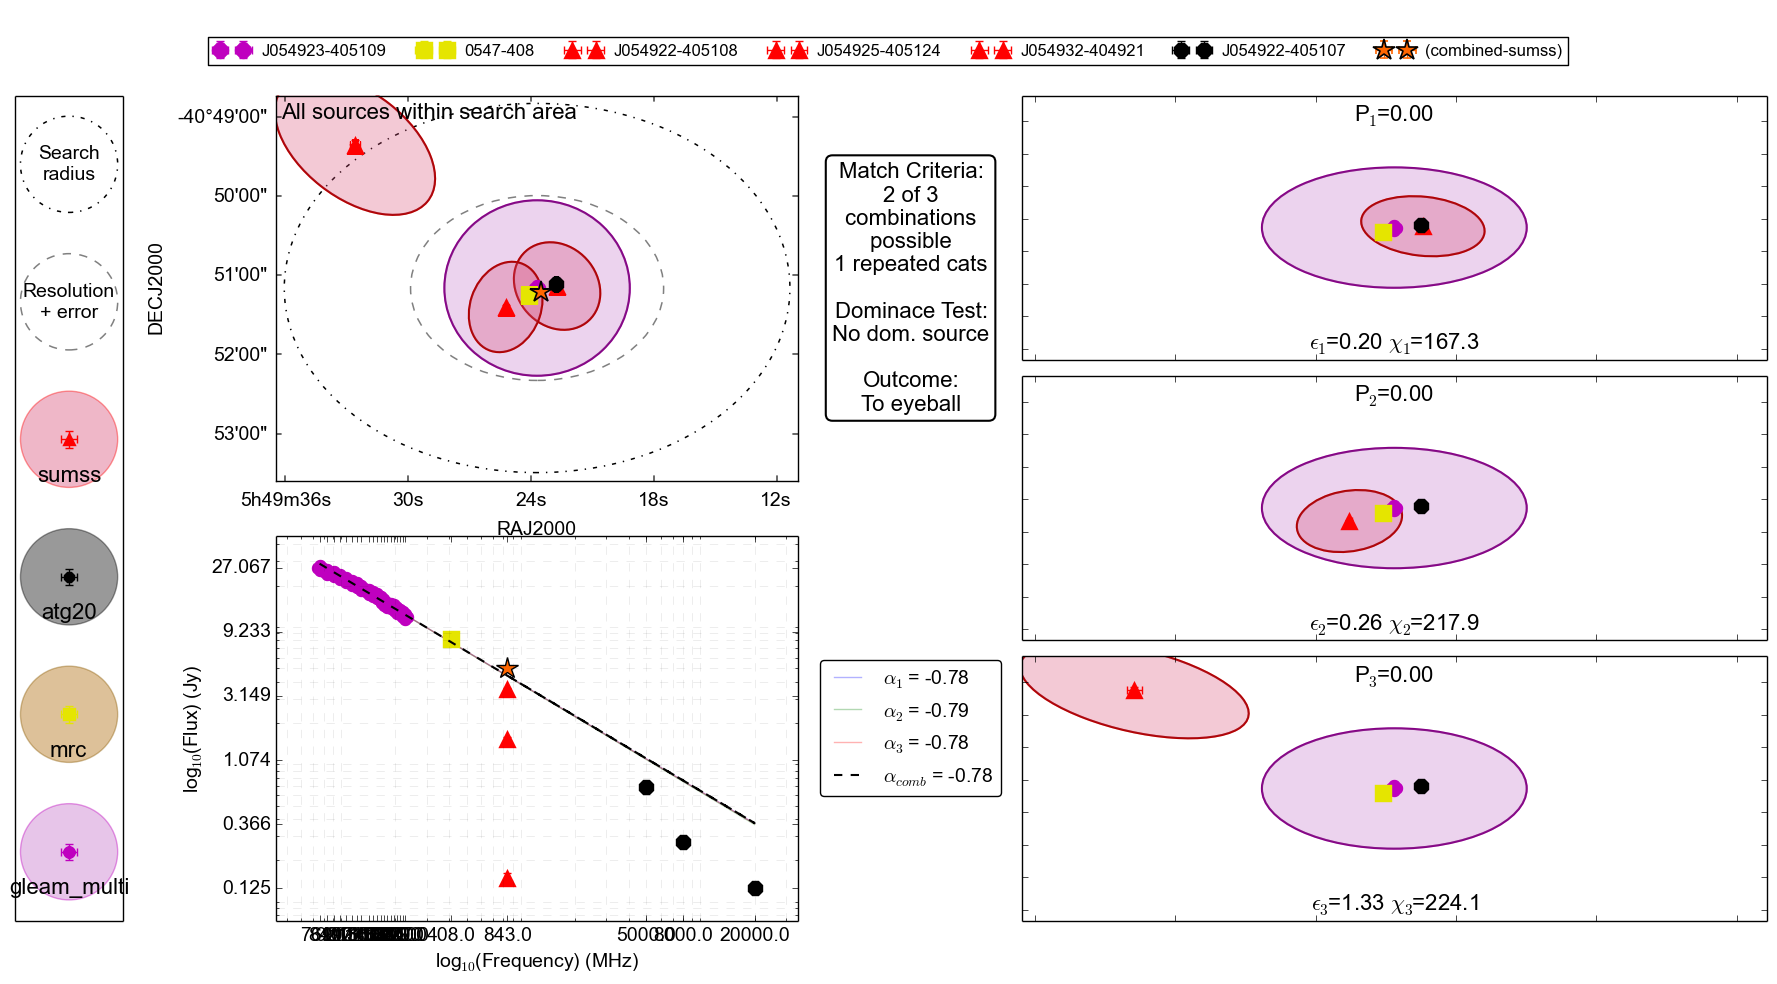 J054923-405109
0547-408
J054922-405108
J054925-405124
J054932-404921
J054922-405107
(combined-sumss)
Search
radius
Resolution
+ error
sumss
atg20
mrc
gleam_multi
All sources within search area
DECJ2000
-40°49'00"
50'00"
51'00"
52'00"
53'00"
5h49m36s
30s
24s
18s
12s
RAJ2000
Match Criteria:
2 of 3
combinations
possible
1 repeated cats
Dominace Test:
No dom. source
Outcome:
To eyeball
log10(Flux) (Jy)
27.067
9.233
3.149
1.074
0.366
0.125
408.0
843.0
5000.0
8000.0
20000.0
log10(Frequency) (MHz)
α1 = -0.78
α2 = -0.79
α3 = -0.78
αcomb = -0.78
P1=0.00
ϵ1=0.20 χ1=167.3
P2=0.00
ϵ2=0.26 χ2=217.9
P3=0.00
ϵ3=1.33 χ3=224.1